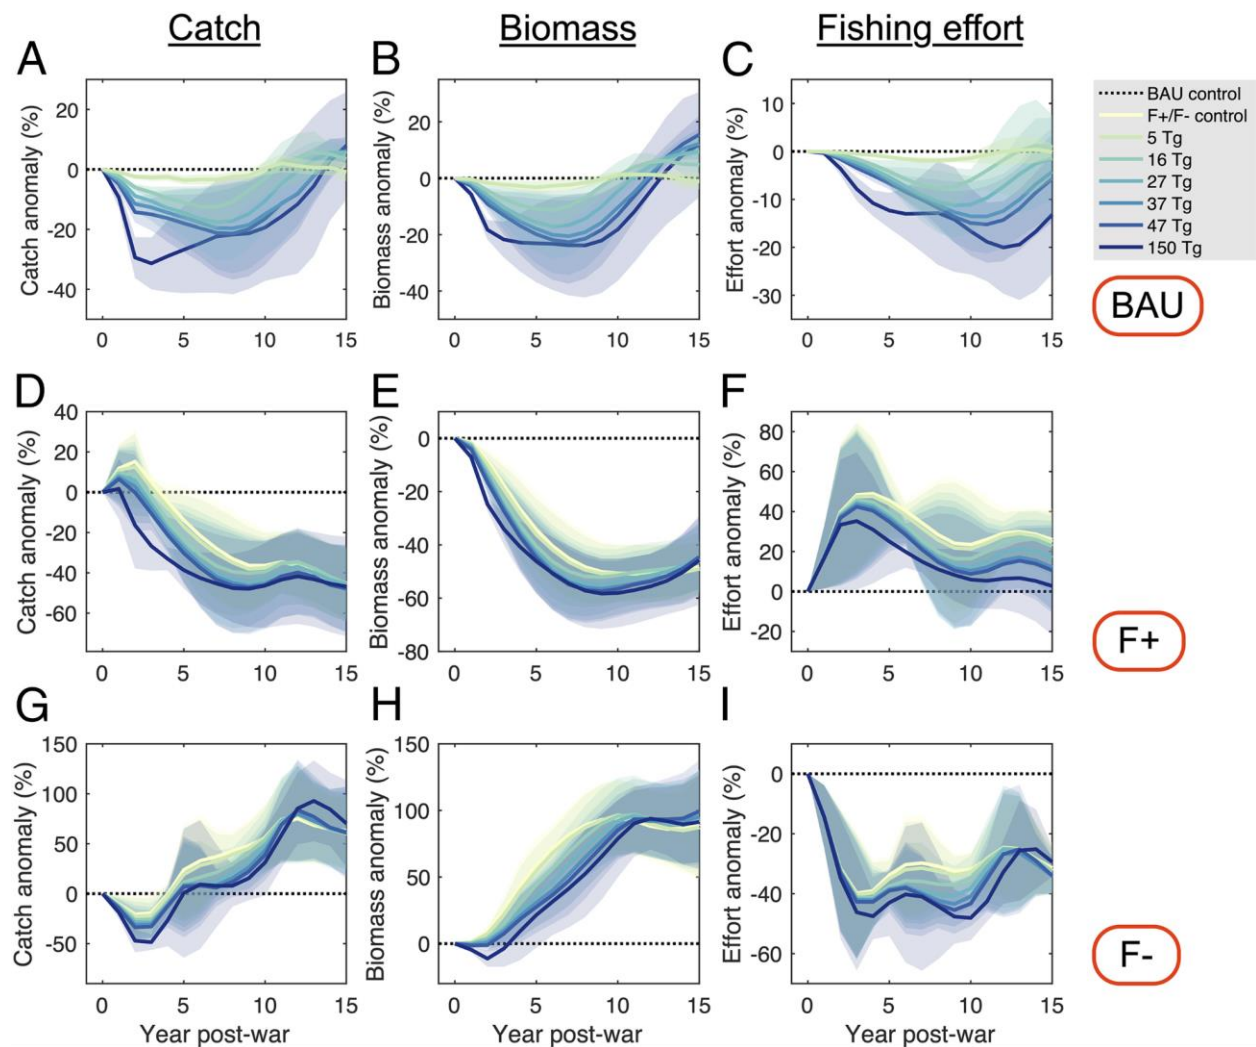 Catch Biomass Fishing effort
A B C
Catch anomaly (%)
20
0
-20
-40
0 5 10 15
Biomass anomaly (%)
20
0
-20
-40
0 5 10 15
Effort anomaly (%)
10
0
-10
-20
-30
0 5 10 15
BAU control
F+/F- control
5 Tg
16 Tg
27 Tg
37 Tg
47 Tg
150 Tg
BAU
D E F
Catch anomaly (%)
40
20
0
-20
-40
-60
0 5 10 15
Biomass anomaly (%)
0
-20
-40
-60
-80
0 5 10 15
Effort anomaly (%)
80
60
40
20
0
-20
0 5 10 15
F+
G H I
Catch anomaly (%)
150
100
50
0
-50
0 5 10 15
Year post-war
Biomass anomaly (%)
150
100
50
0
0 5 10 15
Year post-war
Effort anomaly (%)
0
-20
-40
-60
0 5 10 15
Year post-war
F-